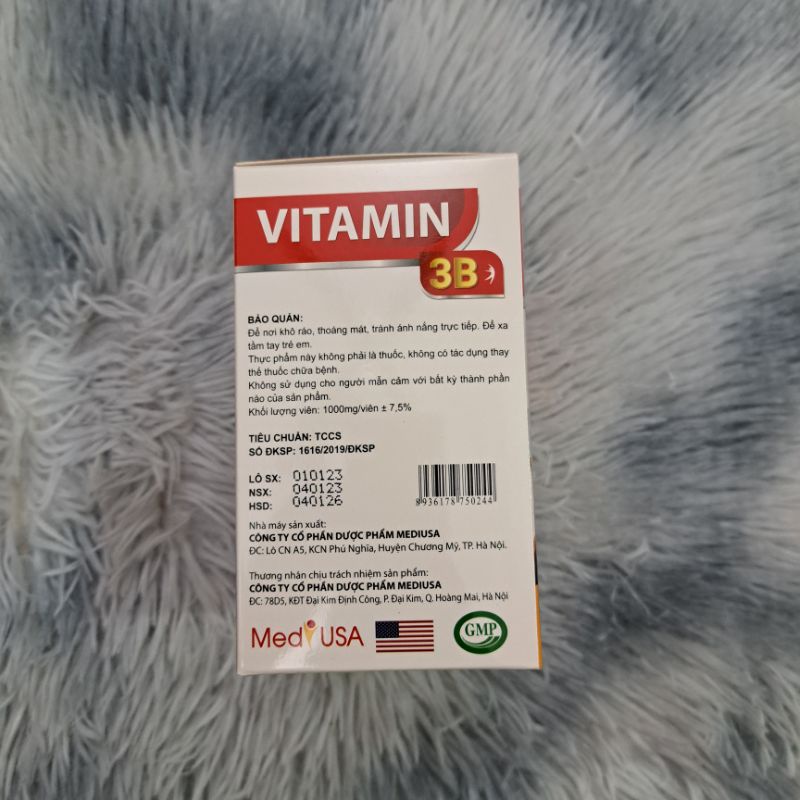 VITAMIN
3B
BẢO QUẢN:
Để nơi khô ráo, thoáng mát, tránh ánh nắng trực tiếp. Để xa
tầm tay trẻ em.
Thực phẩm này không phải là thuốc, không có tác dụng thay
thế thuốc chữa bệnh.
Không sử dụng cho người mẫn cảm với bất kỳ thành phần
nào của sản phẩm.
Khối lượng viên: 1000mg/viên ± 7,5%
TIÊU CHUẨN: TCCS
SỐ ĐKSP: 1616/2019/ĐKSP
LÔ SX: 010123
NSX: 040123
HSD: 040126
8936178750244
Nhà máy sản xuất:
CÔNG TY CỔ PHẦN DƯỢC PHẨM MEDIUSA
ĐC: Lô CN A5, KCN Phú Nghĩa, Huyện Chương Mỹ, TP. Hà Nội.
Thương nhân chịu trách nhiệm sản phẩm:
CÔNG TY CỔ PHẦN DƯỢC PHẨM MEDIUSA
ĐC: 78D5, KĐT Đại Kim Định Công, P. Đại Kim, Q. Hoàng Mai, Hà Nội
Medi USA
GMP